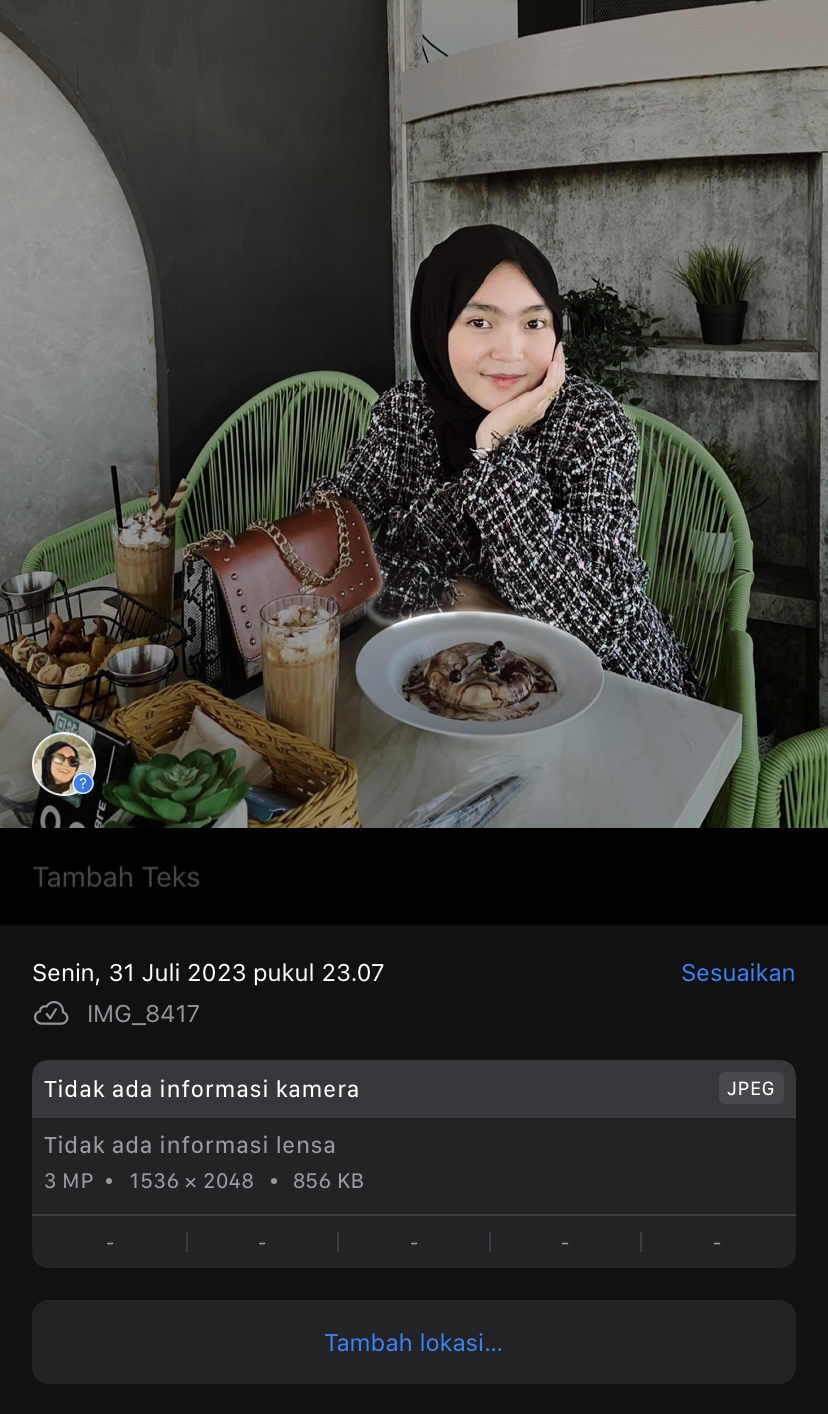 ?
Tambah Teks
Senin, 31 Juli 2023 pukul 23.07
Sesuaikan
IMG_8417
Tidak ada informasi kamera
JPEG
Tidak ada informasi lensa
3 MP • 1536 × 2048 • 856 KB
- | - | - | - | -
Tambah lokasi...